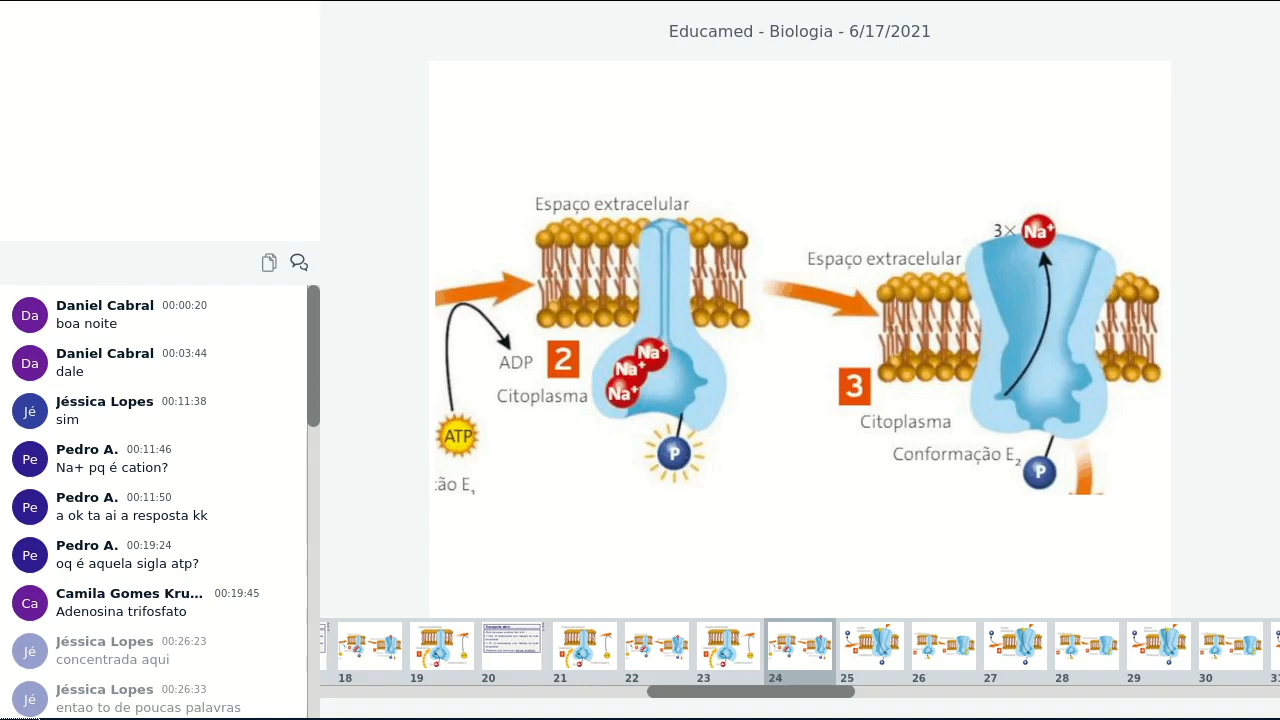 Educamed - Biologia - 6/17/2021
Espaço extracelular
ADP
2
Na⁺
Na⁺
Na⁺
Citoplasma
ATP
P
ão E₁
3× Na⁺
Espaço extracelular
3
Citoplasma
Conformação E₂
P
Da
Daniel Cabral 00:00:20
boa noite
Da
Daniel Cabral 00:03:44
dale
Jé
Jéssica Lopes 00:11:38
sim
Pe
Pedro A. 00:11:46
Na+ pq é cation?
Pe
Pedro A. 00:11:50
a ok ta ai a resposta kk
Pe
Pedro A. 00:19:24
oq é aquela sigla atp?
Ca
Camila Gomes Kru... 00:19:45
Adenosina trifosfato
Jé
Jéssica Lopes 00:26:23
concentrada aqui
Jé
Jéssica Lopes 00:26:33
entao to de poucas palavras
18 19 20 21 22 23 24 25 26 27 28 29 30 31